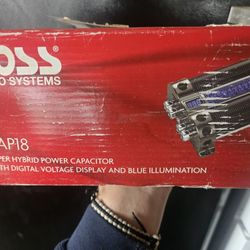 OSS
O SYSTEMS
AP18
PER HYBRID POWER CAPACITOR
TH DIGITAL VOLTAGE DISPLAY AND BLUE ILLUMINATION